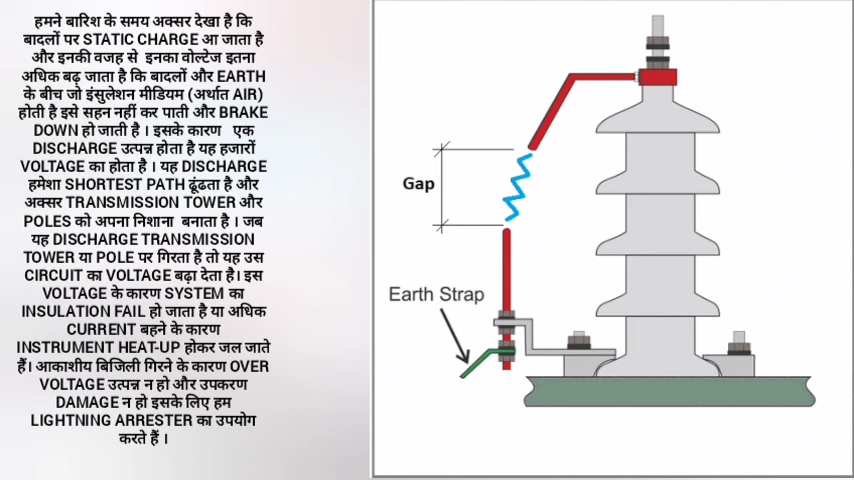 हमने बारिश के समय अक्सर देखा है कि
बादलों पर STATIC CHARGE आ जाता है
और इनकी वजह से इनका वोल्टेज इतना
अधिक बढ़ जाता है कि बादलों और EARTH
के बीच जो इंसुलेशन मीडियम (अर्थात AIR)
होती है इसे सहन नहीं कर पाती और BRAKE
DOWN हो जाती है । इसके कारण एक
DISCHARGE उत्पन्न होता है यह हजारों
VOLTAGE का होता है । यह DISCHARGE
हमेशा SHORTEST PATH ढूंढता है और
अक्सर TRANSMISSION TOWER और
POLES को अपना निशाना बनाता है । जब
यह DISCHARGE TRANSMISSION
TOWER या POLE पर गिरता है तो यह उस
CIRCUIT का VOLTAGE बढ़ा देता है। इस
VOLTAGE के कारण SYSTEM का
INSULATION FAIL हो जाता है या अधिक
CURRENT बहने के कारण
INSTRUMENT HEAT-UP होकर जल जाते
हैं। आकाशीय बिजिली गिरने के कारण OVER
VOLTAGE उत्पन्न न हो और उपकरण
DAMAGE न हो इसके लिए हम
LIGHTNING ARRESTER का उपयोग
करते हैं ।
Gap
Earth Strap